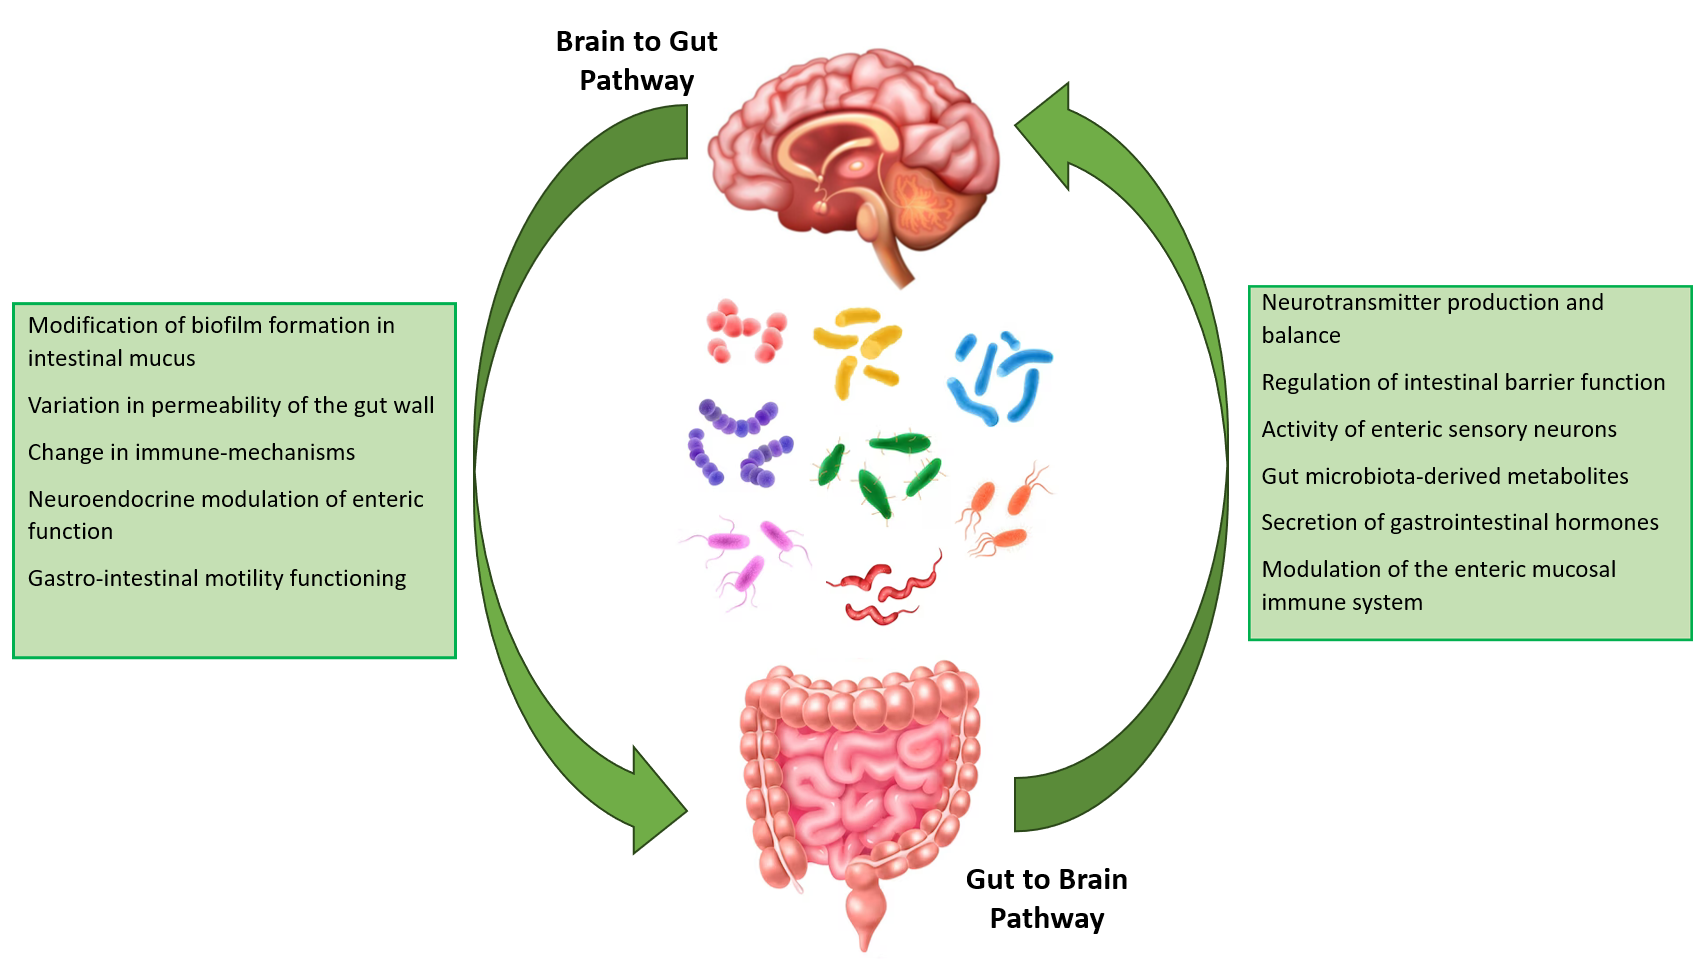 Brain to Gut
Pathway
Modification of biofilm formation in
intestinal mucus
Variation in permeability of the gut wall
Change in immune-mechanisms
Neuroendocrine modulation of enteric
function
Gastro-intestinal motility functioning
Neurotransmitter production and
balance
Regulation of intestinal barrier function
Activity of enteric sensory neurons
Gut microbiota-derived metabolites
Secretion of gastrointestinal hormones
Modulation of the enteric mucosal
immune system
Gut to Brain
Pathway